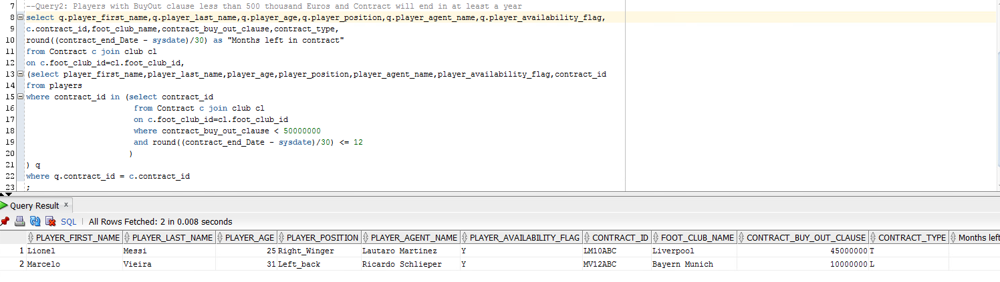 7 --Query2: Players with BuyOut clause less than 500 thousand Euros and Contract will end in at least a year
8 select q.player_first_name,q.player_last_name,q.player_age,q.player_position,q.player_agent_name,q.player_availability_flag,
9 c.contract_id,foot_club_name,contract_buy_out_clause,contract_type,
10 round((contract_end_Date - sysdate)/30) as "Months left in contract"
11 from Contract c join club cl
12 on c.foot_club_id=cl.foot_club_id,
13 (select player_first_name,player_last_name,player_age,player_position,player_agent_name,player_availability_flag,contract_id
14 from players
15 where contract_id in (select contract_id
16 from Contract c join club cl
17 on c.foot_club_id=cl.foot_club_id
18 where contract_buy_out_clause < 50000000
19 and round((contract_end_Date - sysdate)/30) <= 12
20 )
21 ) q
22 where q.contract_id = c.contract_id
23 ;
Query Result x
SQL | All Rows Fetched: 2 in 0.008 seconds
PLAYER_FIRST_NAME PLAYER_LAST_NAME PLAYER_AGE PLAYER_POSITION PLAYER_AGENT_NAME PLAYER_AVAILABILITY_FLAG CONTRACT_ID FOOT_CLUB_NAME CONTRACT_BUY_OUT_CLAUSE CONTRACT_TYPE Months left
1 Lionel Messi 25 Right_Winger Lautaro Martinez Y LM10ABC Liverpool 45000000 T
2 Marcelo Vieira 31 Left_back Ricardo Schlieper Y MV12ABC Bayern Munich 10000000 L